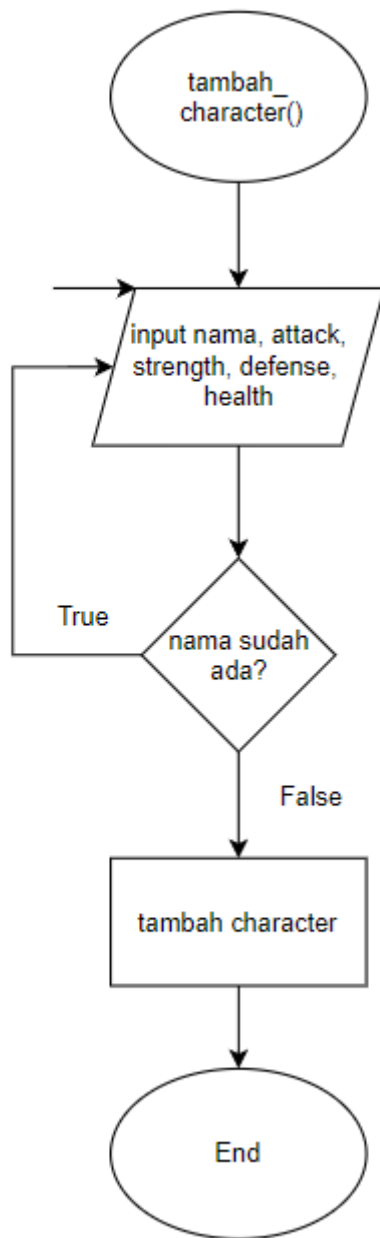 tambah_
character()
input nama, attack,
strength, defense,
health
True
nama sudah
ada?
False
tambah character
End